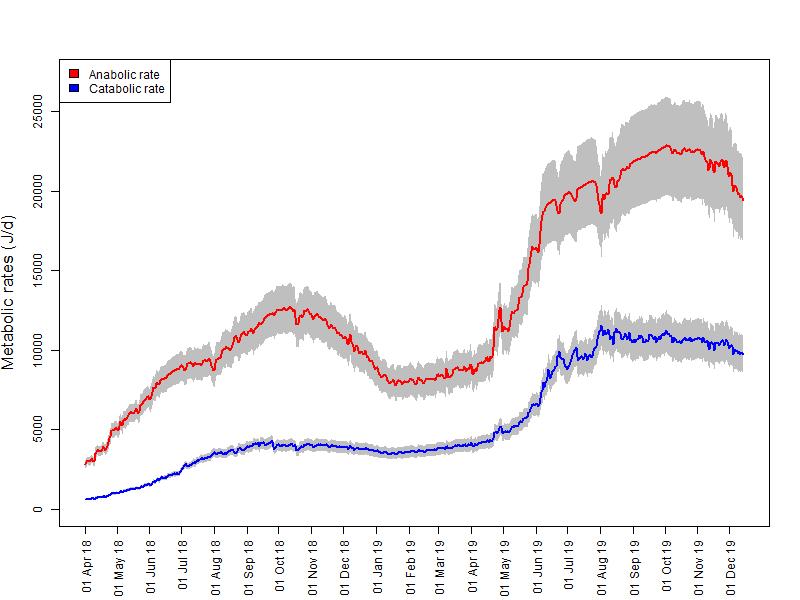 Anabolic rate
Catabolic rate
Metabolic rates (J/d)
25000
20000
15000
10000
5000
0
01 Apr 18
01 May 18
01 Jun 18
01 Jul 18
01 Aug 18
01 Sep 18
01 Oct 18
01 Nov 18
01 Dec 18
01 Jan 19
01 Feb 19
01 Mar 19
01 Apr 19
01 May 19
01 Jun 19
01 Jul 19
01 Aug 19
01 Sep 19
01 Oct 19
01 Nov 19
01 Dec 19